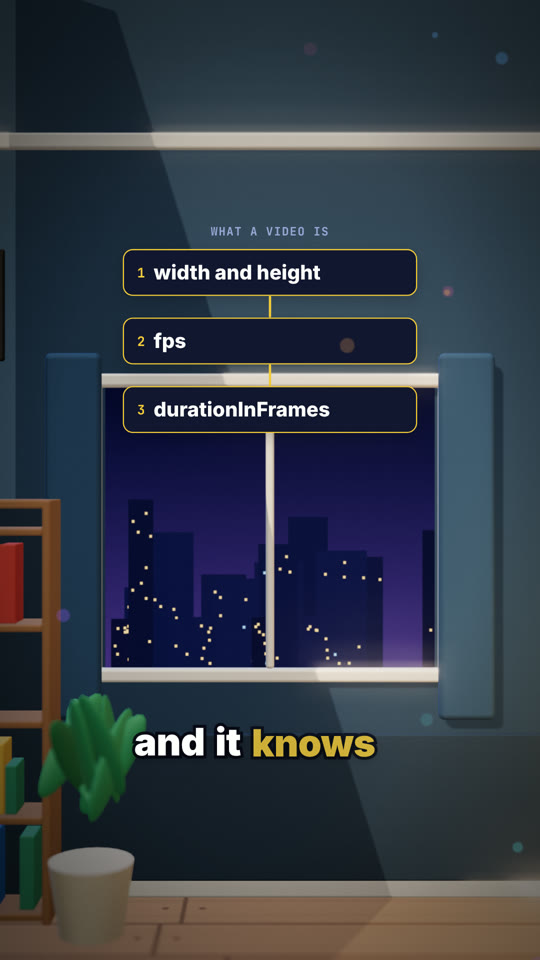 WHAT A VIDEO IS
1 width and height
2 fps
3 durationInFrames
and it knows